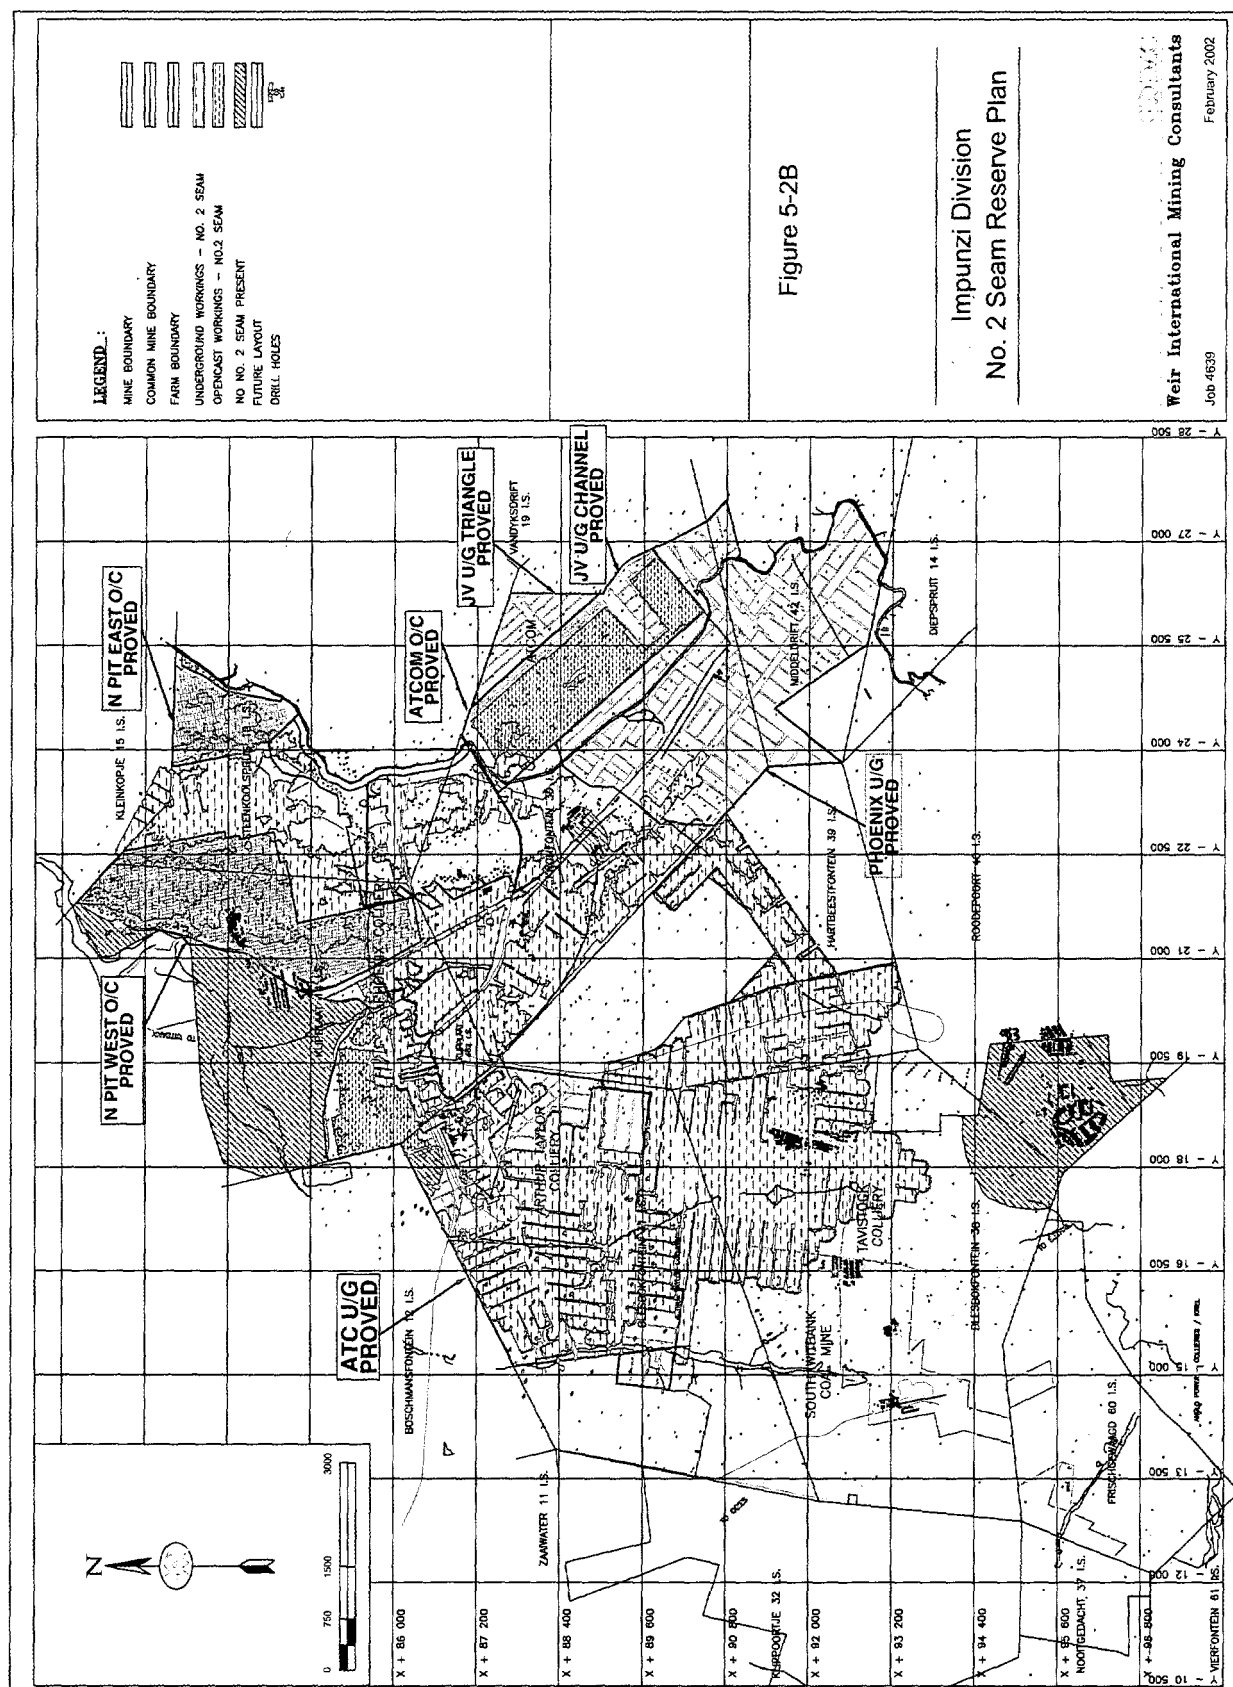 LEGEND :
MINE BOUNDARY
COMMON MINE BOUNDARY
FARM BOUNDARY
UNDERGROUND WORKINGS - NO. 2 SEAM
OPENCAST WORKINGS - NO.2 SEAM
NO NO. 2 SEAM PRESENT
FUTURE LAYOUT
DRILL HOLES
Figure 5-2B
Impunzi Division
No. 2 Seam Reserve Plan
Weir International Mining Consultants
Job 4639
February 2002
N
0
750
1500
3000
N PIT EAST O/C
PROVED
N PIT WEST O/C
PROVED
ATCOM O/C
PROVED
JV U/G TRIANGLE
PROVED
JV U/G CHANNEL
PROVED
PHOENIX U/G
PROVED
ATC U/G
PROVED
KLEINKOPJE 15 I.S.
VANDYKSDRIFT
19 I.S.
ATCOM
MIDDELDRIFT 42 I.S.
DIEPSPRUIT 14 I.S.
HARTBEESTFONTEIN 39 I.S.
ROODEPOORT 40 I.S.
ARTHUR TAYLOR
COLLIERY
TAVISTOCK
COLLIERY
SOUTH WITBANK
COAL MINE
BOSCHMANSFONTEIN 12 I.S.
ZAAIWATER 11 I.S.
KLIPPOORTJE 32 I.S.
NOOITGEDACHT 37 I.S.
FRISCHGEWAAGD 60 I.S.
VIERFONTEIN 61 I.S.
X + 86 000
X + 87 200
X + 88 400
X + 89 600
X + 90 800
X + 92 000
X + 93 200
X + 94 400
X + 95 600
X + 96 800
Y - 28 500
Y - 27 000
Y - 25 500
Y - 24 000
Y - 22 500
Y - 21 000
Y - 19 500
Y - 18 000
Y - 16 500
Y - 15 000
Y - 13 500
Y - 12 000
Y - 10 500